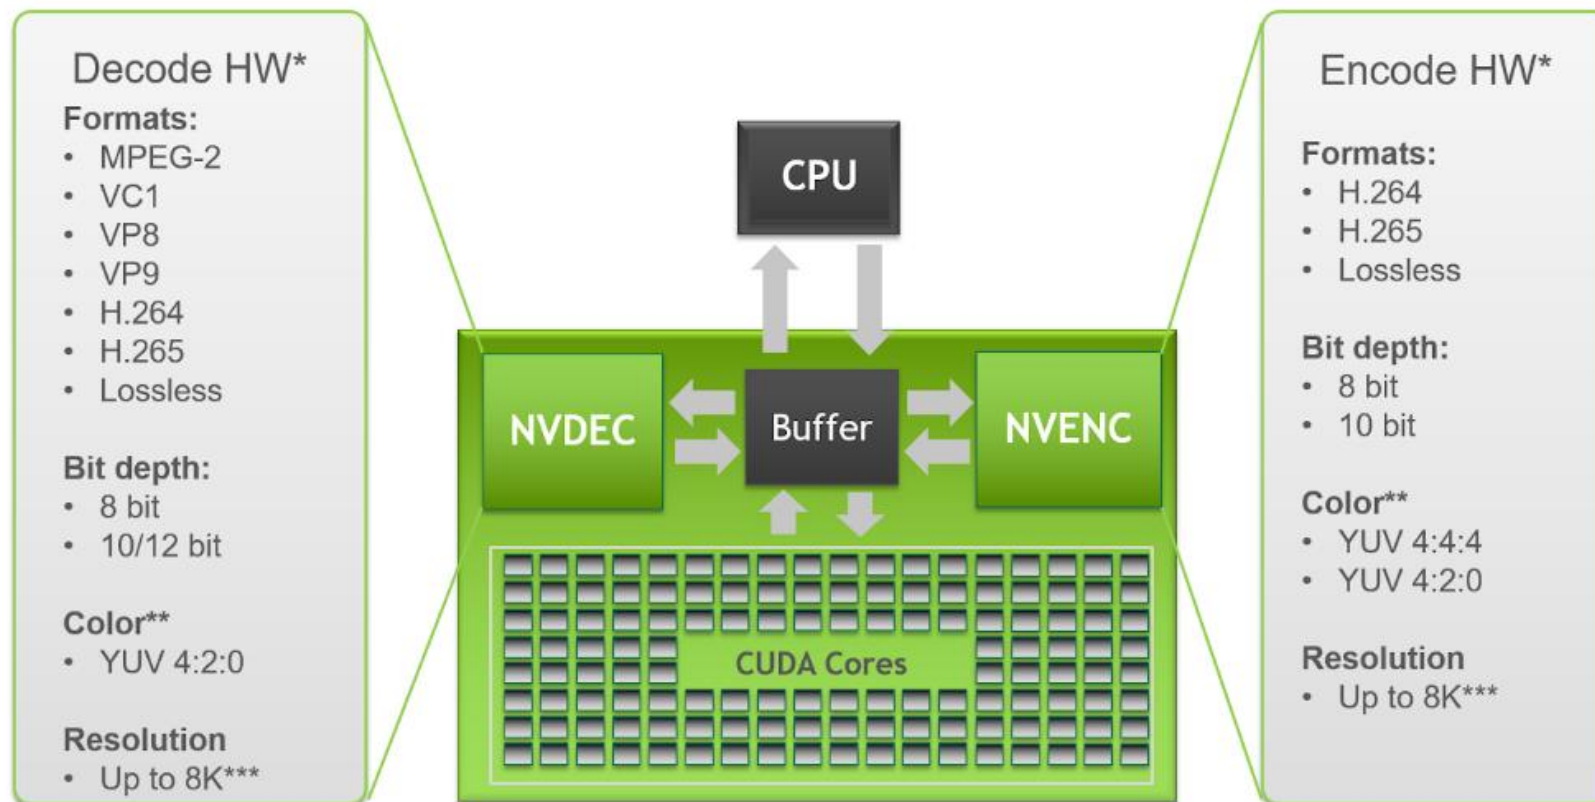 Decode HW*
Formats:
• MPEG-2
• VC1
• VP8
• VP9
• H.264
• H.265
• Lossless
Bit depth:
• 8 bit
• 10/12 bit
Color**
• YUV 4:2:0
Resolution
• Up to 8K***
CPU
NVDEC
Buffer
NVENC
CUDA Cores
Encode HW*
Formats:
• H.264
• H.265
• Lossless
Bit depth:
• 8 bit
• 10 bit
Color**
• YUV 4:4:4
• YUV 4:2:0
Resolution
• Up to 8K***